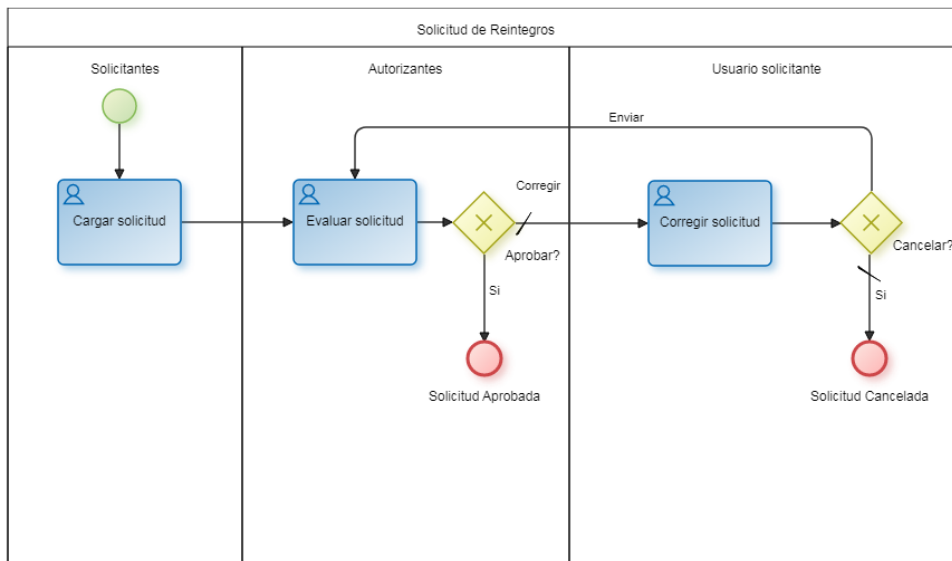 Solicitud de Reintegros
Solicitantes
Autorizantes
Usuario solicitante
Enviar
Corregir
Cargar solicitud
Evaluar solicitud
Corregir solicitud
Aprobar?
Cancelar?
Si
Si
Solicitud Aprobada
Solicitud Cancelada